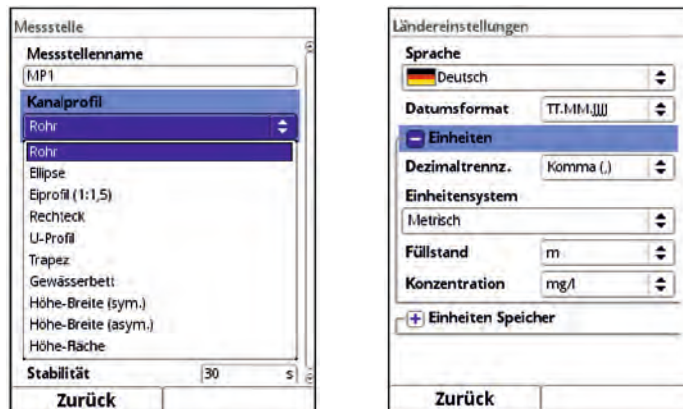 Messstelle
Messstellenname
MP1
Kanalprofil
Rohr
Rohr
Ellipse
Eiprofil (1:1,5)
Rechteck
U-Profil
Trapez
Gewässerbett
Höhe-Breite (sym.)
Höhe-Breite (asym.)
Höhe-Fläche
Stabilität 30 s
Zurück
Ländereinstellungen
Sprache
Deutsch
Datumsformat TT.MM.JJJJ
Einheiten
Dezimaltrennz. Komma (,)
Einheitensystem
Metrisch
Füllstand m
Konzentration mg/l
Einheiten Speicher
Zurück